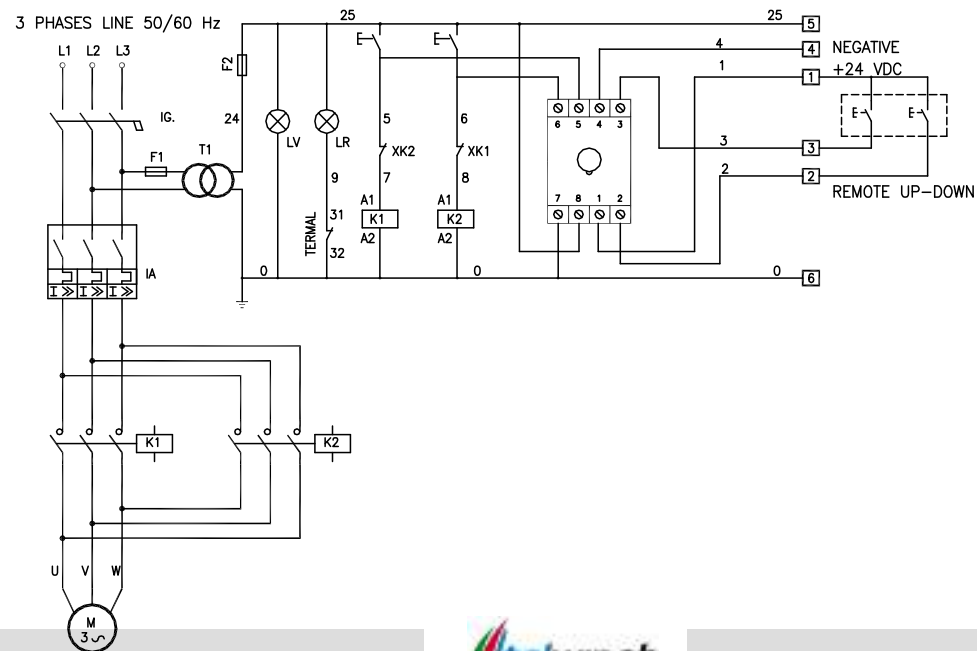 3 PHASES LINE 50/60 Hz
L1 L2 L3
IG.
F1
T1
F2
24
25
25
5
4
NEGATIVE
4
1
1
+24 VDC
E E
E E
LV
LR
5
6
XK2
XK1
9
7
8
TERMAL
31
32
A1
K1
A2
A1
K2
A2
6 5 4 3
7 8 1 2
3
3
2
2
REMOTE UP-DOWN
0
0
0
6
IA
I >> I >> I >>
K1
K2
U V W
M
3